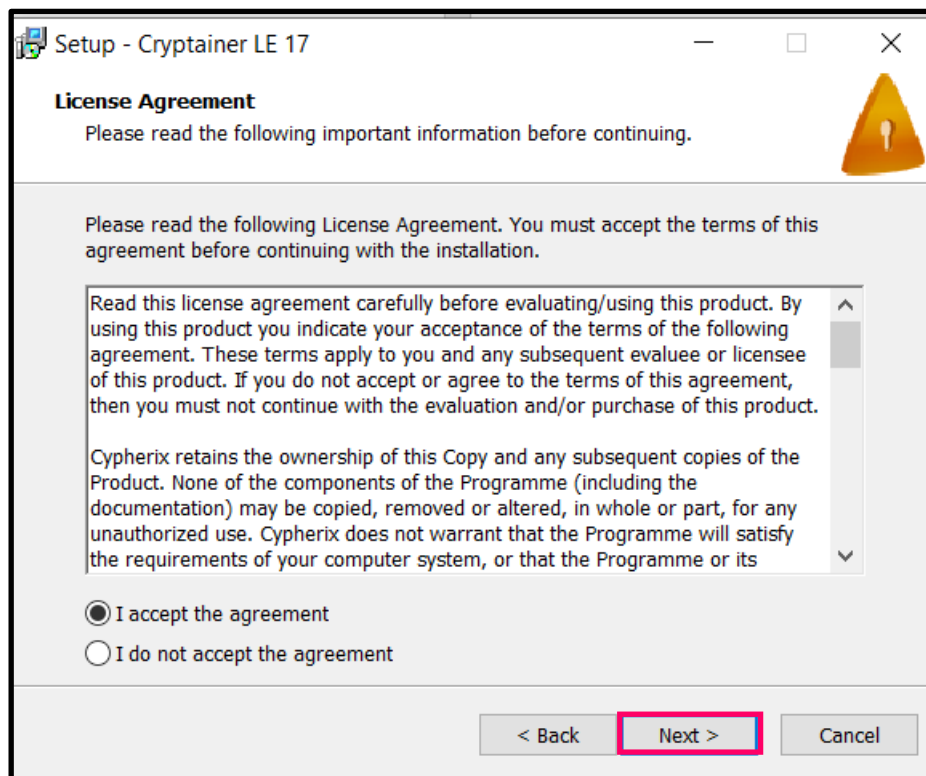 Setup - Cryptainer LE 17
License Agreement
Please read the following important information before continuing.
Please read the following License Agreement. You must accept the terms of this
agreement before continuing with the installation.
Read this license agreement carefully before evaluating/using this product. By
using this product you indicate your acceptance of the terms of the following
agreement. These terms apply to you and any subsequent evaluee or licensee
of this product. If you do not accept or agree to the terms of this agreement,
then you must not continue with the evaluation and/or purchase of this product.
Cypherix retains the ownership of this Copy and any subsequent copies of the
Product. None of the components of the Programme (including the
documentation) may be copied, removed or altered, in whole or part, for any
unauthorized use. Cypherix does not warrant that the Programme will satisfy
the requirements of your computer system, or that the Programme or its
I accept the agreement
I do not accept the agreement
< Back Next > Cancel